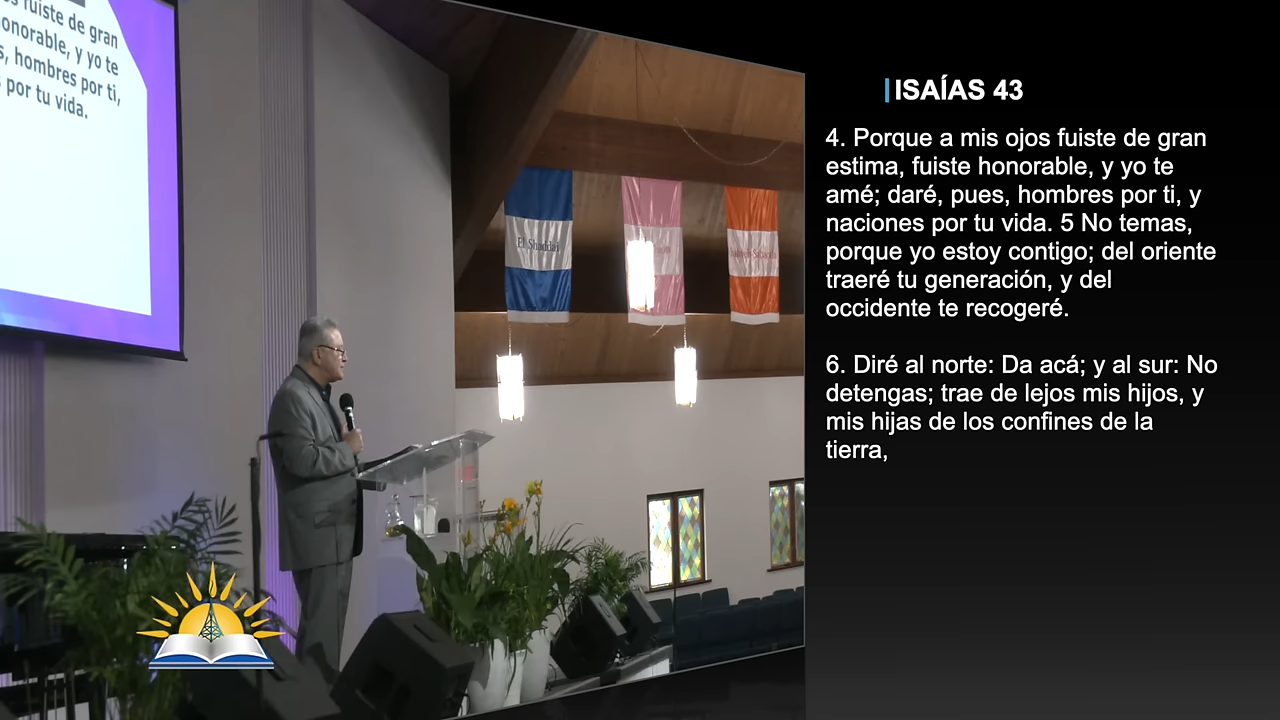 ruiste de gran
onorable, y yo te
s, hombres por ti,
por tu vida.
El Shaddai
ISAÍAS 43
4. Porque a mis ojos fuiste de gran
estima, fuiste honorable, y yo te
amé; daré, pues, hombres por ti, y
naciones por tu vida. 5 No temas,
porque yo estoy contigo; del oriente
traeré tu generación, y del
occidente te recogeré.
6. Diré al norte: Da acá; y al sur: No
detengas; trae de lejos mis hijos, y
mis hijas de los confines de la
tierra,